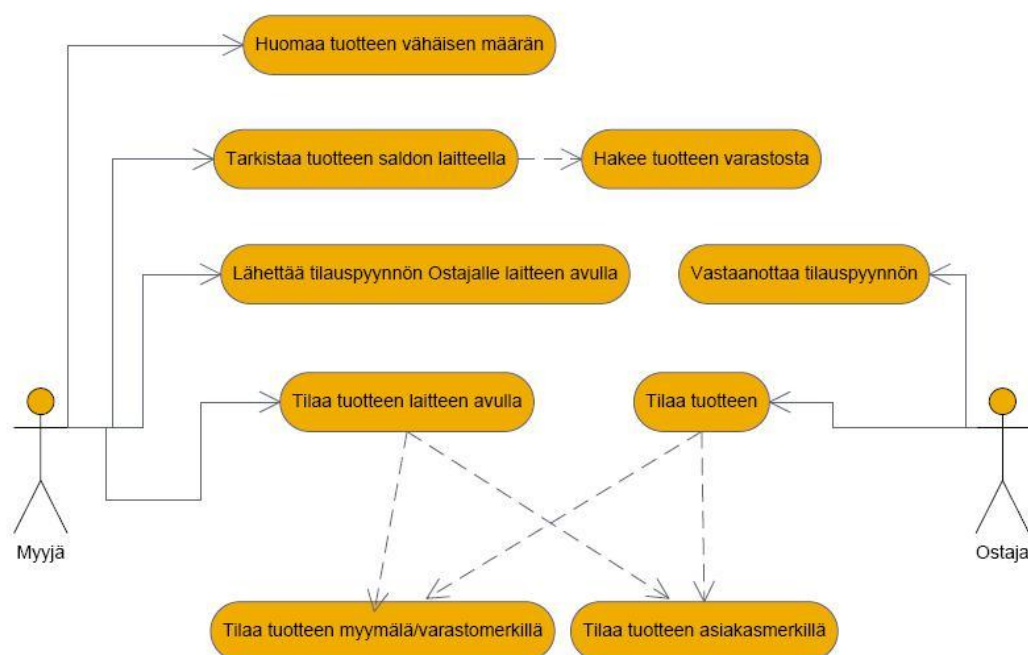 Huomaa tuotteen vähäisen määrän
Tarkistaa tuotteen saldon laitteella
Hakee tuotteen varastosta
Lähettää tilauspyynnön Ostajalle laitteen avulla
Vastaanottaa tilauspyynnön
Tilaa tuotteen laitteen avulla
Tilaa tuotteen
Myyjä
Ostaja
Tilaa tuotteen myymälä/varastomerkillä
Tilaa tuotteen asiakasmerkillä